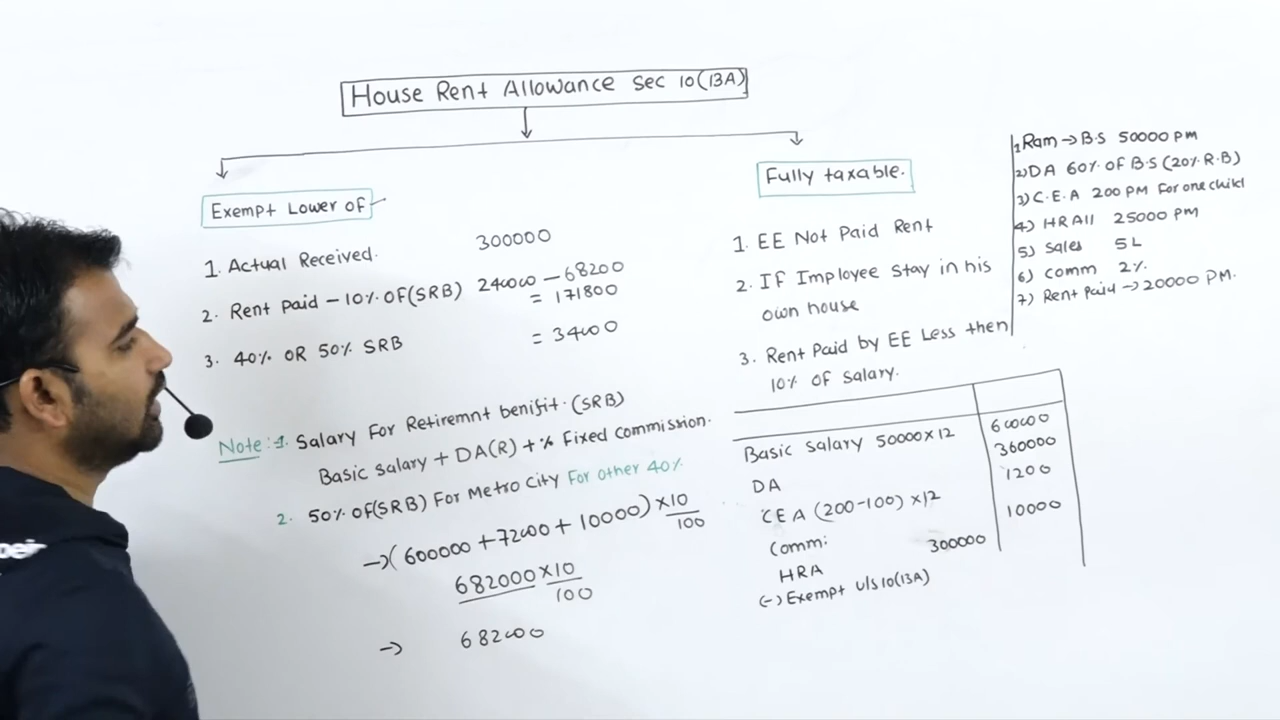 House Rent Allowance sec 10(13A)
Exempt Lower of
1. Actual Received. 300000
2. Rent Paid - 10% OF (SRB) 240000 - 68200
= 171800
3. 40% OR 50% SRB = 34000
Note :- 1. Salary For Retiremnt benifit. (SRB)
Basic salary + DA(R) + % Fixed commission.
2. 50% OF(SRB) For Metro City For other 40%
→ (600000 + 72000 + 10000) × 10/100
682000 × 10/100
→ 682000
Fully taxable.
1. EE Not Paid Rent
2. If Imployee Stay in his
own house
3. Rent Paid by EE Less then
10% OF Salary.
1) Ram → B.S 50000 PM
2) DA 60% OF B.S (20% R.B)
3) C.E.A 200 PM For one child
4) HRA 25000 PM
5) Sales 5L
6) comm 2%.
7) Rent Paid → 20000 PM.
Basic Salary 50000×12 600000
DA 360000
CEA (200-100) ×12 1200
Commi 10000
HRA 300000
(-) Exempt U/s 10(13A)